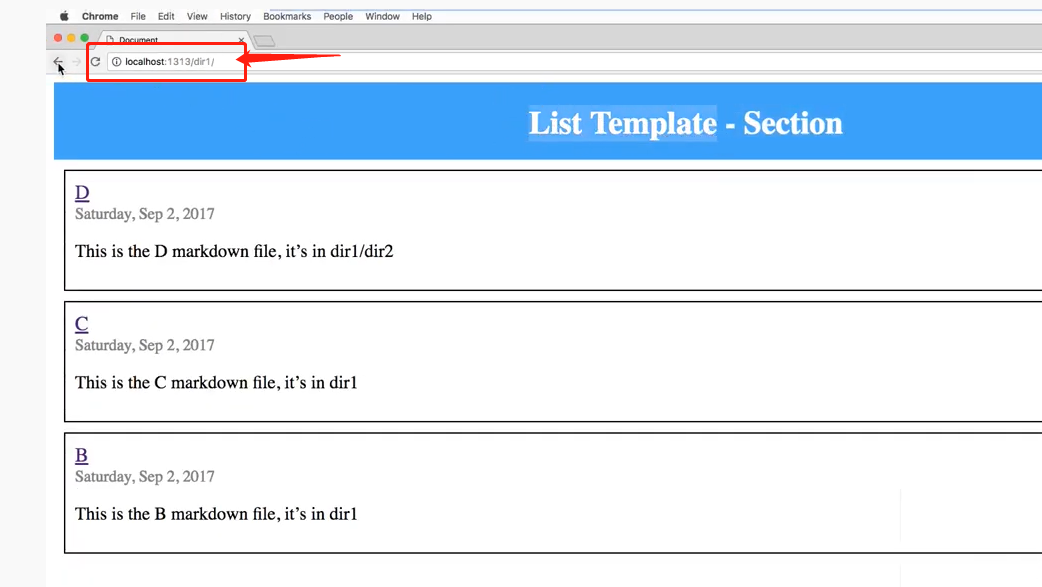 Chrome File Edit View History Bookmarks People Window Help
Document
localhost:1313/dir1/
List Template - Section
D
Saturday, Sep 2, 2017
This is the D markdown file, it’s in dir1/dir2
C
Saturday, Sep 2, 2017
This is the C markdown file, it’s in dir1
B
Saturday, Sep 2, 2017
This is the B markdown file, it’s in dir1